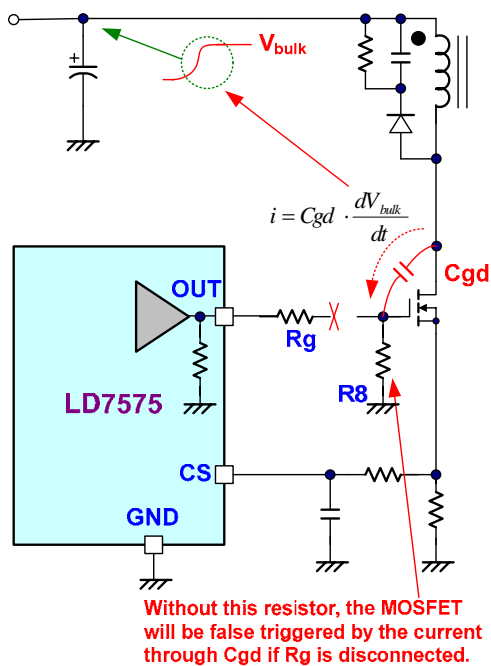 +
Vbulk
i = Cgd · dVbulk / dt
Cgd
OUT
Rg
R8
LD7575
CS
GND
Without this resistor, the MOSFET
will be false triggered by the current
through Cgd if Rg is disconnected.